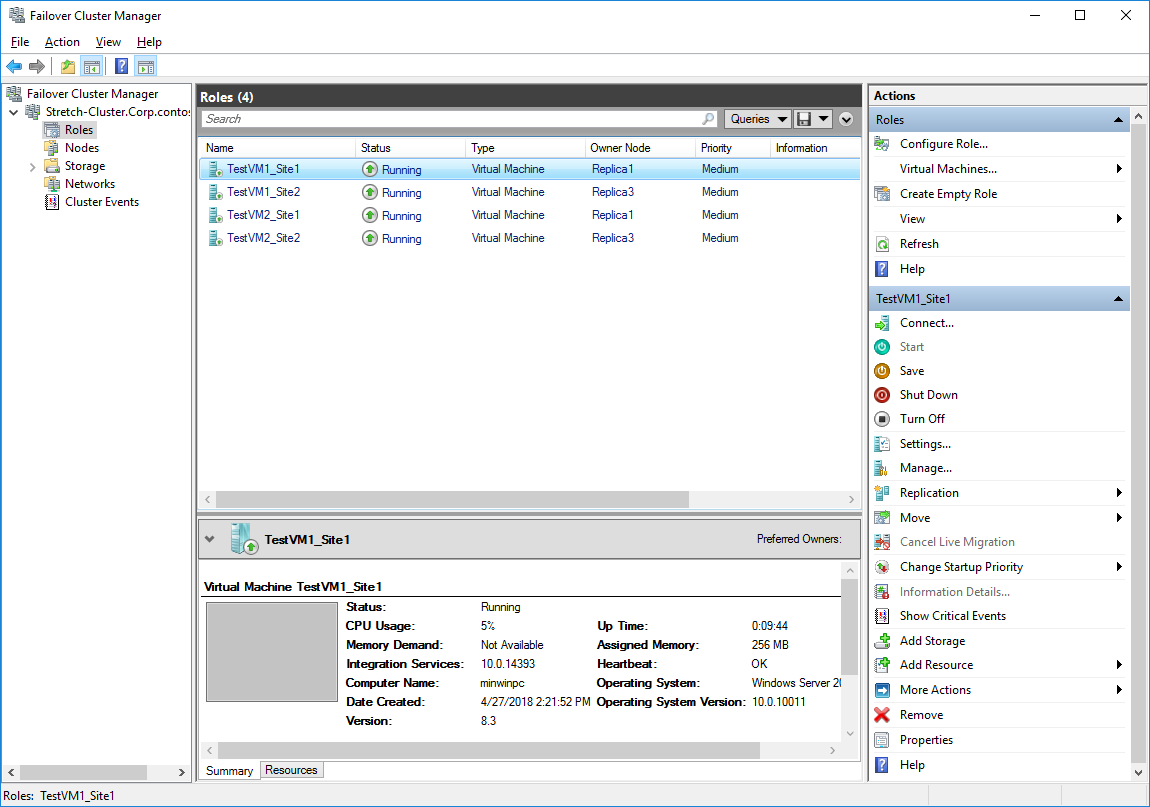 Failover Cluster Manager
File Action View Help
Failover Cluster Manager
Stretch-Cluster.Corp.contos
Roles
Nodes
Storage
Networks
Cluster Events
Roles (4)
Search
Queries
Name Status Type Owner Node Priority Information
TestVM1_Site1 Running Virtual Machine Replica1 Medium
TestVM1_Site2 Running Virtual Machine Replica3 Medium
TestVM2_Site1 Running Virtual Machine Replica1 Medium
TestVM2_Site2 Running Virtual Machine Replica3 Medium
TestVM1_Site1 Preferred Owners:
Virtual Machine TestVM1_Site1
Status: Running
CPU Usage: 5% Up Time: 0:09:44
Memory Demand: Not Available Assigned Memory: 256 MB
Integration Services: 10.0.14393 Heartbeat: OK
Computer Name: minwinpc Operating System: Windows Server 20
Date Created: 4/27/2018 2:21:52 PM Operating System Version: 10.0.10011
Version: 8.3
Summary Resources
Actions
Roles
Configure Role...
Virtual Machines...
Create Empty Role
View
Refresh
Help
TestVM1_Site1
Connect...
Start
Save
Shut Down
Turn Off
Settings...
Manage...
Replication
Move
Cancel Live Migration
Change Startup Priority
Information Details...
Show Critical Events
Add Storage
Add Resource
More Actions
Remove
Properties
Help
Roles: TestVM1_Site1